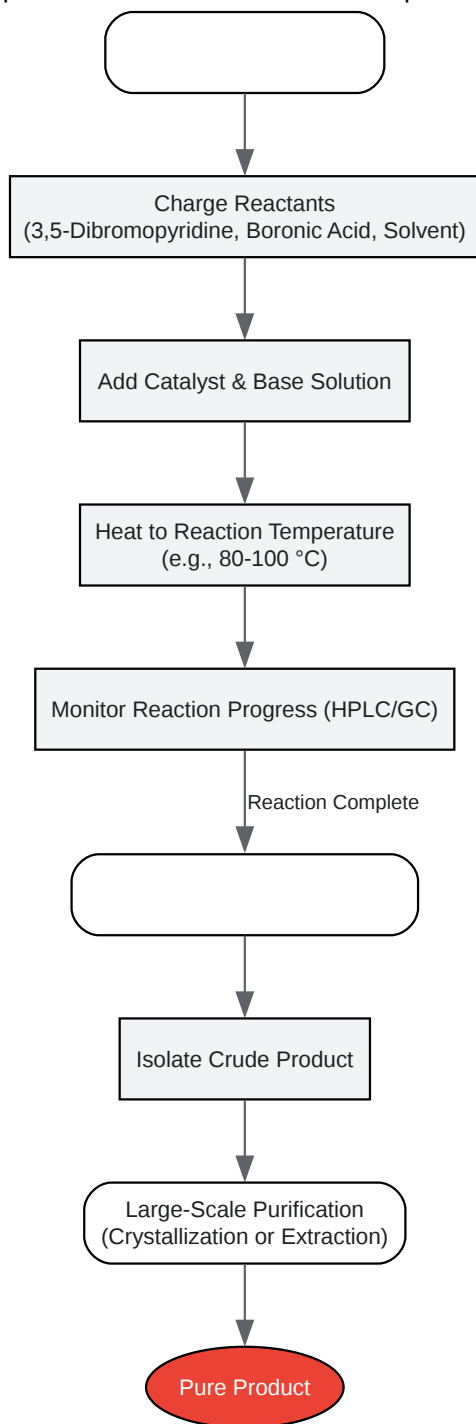 Charge Reactants
(3,5-Dibromopyridine, Boronic Acid, Solvent)
Add Catalyst & Base Solution
Heat to Reaction Temperature
(e.g., 80-100 °C)
Monitor Reaction Progress (HPLC/GC)
Reaction Complete
Isolate Crude Product
Large-Scale Purification
(Crystallization or Extraction)
Pure Product